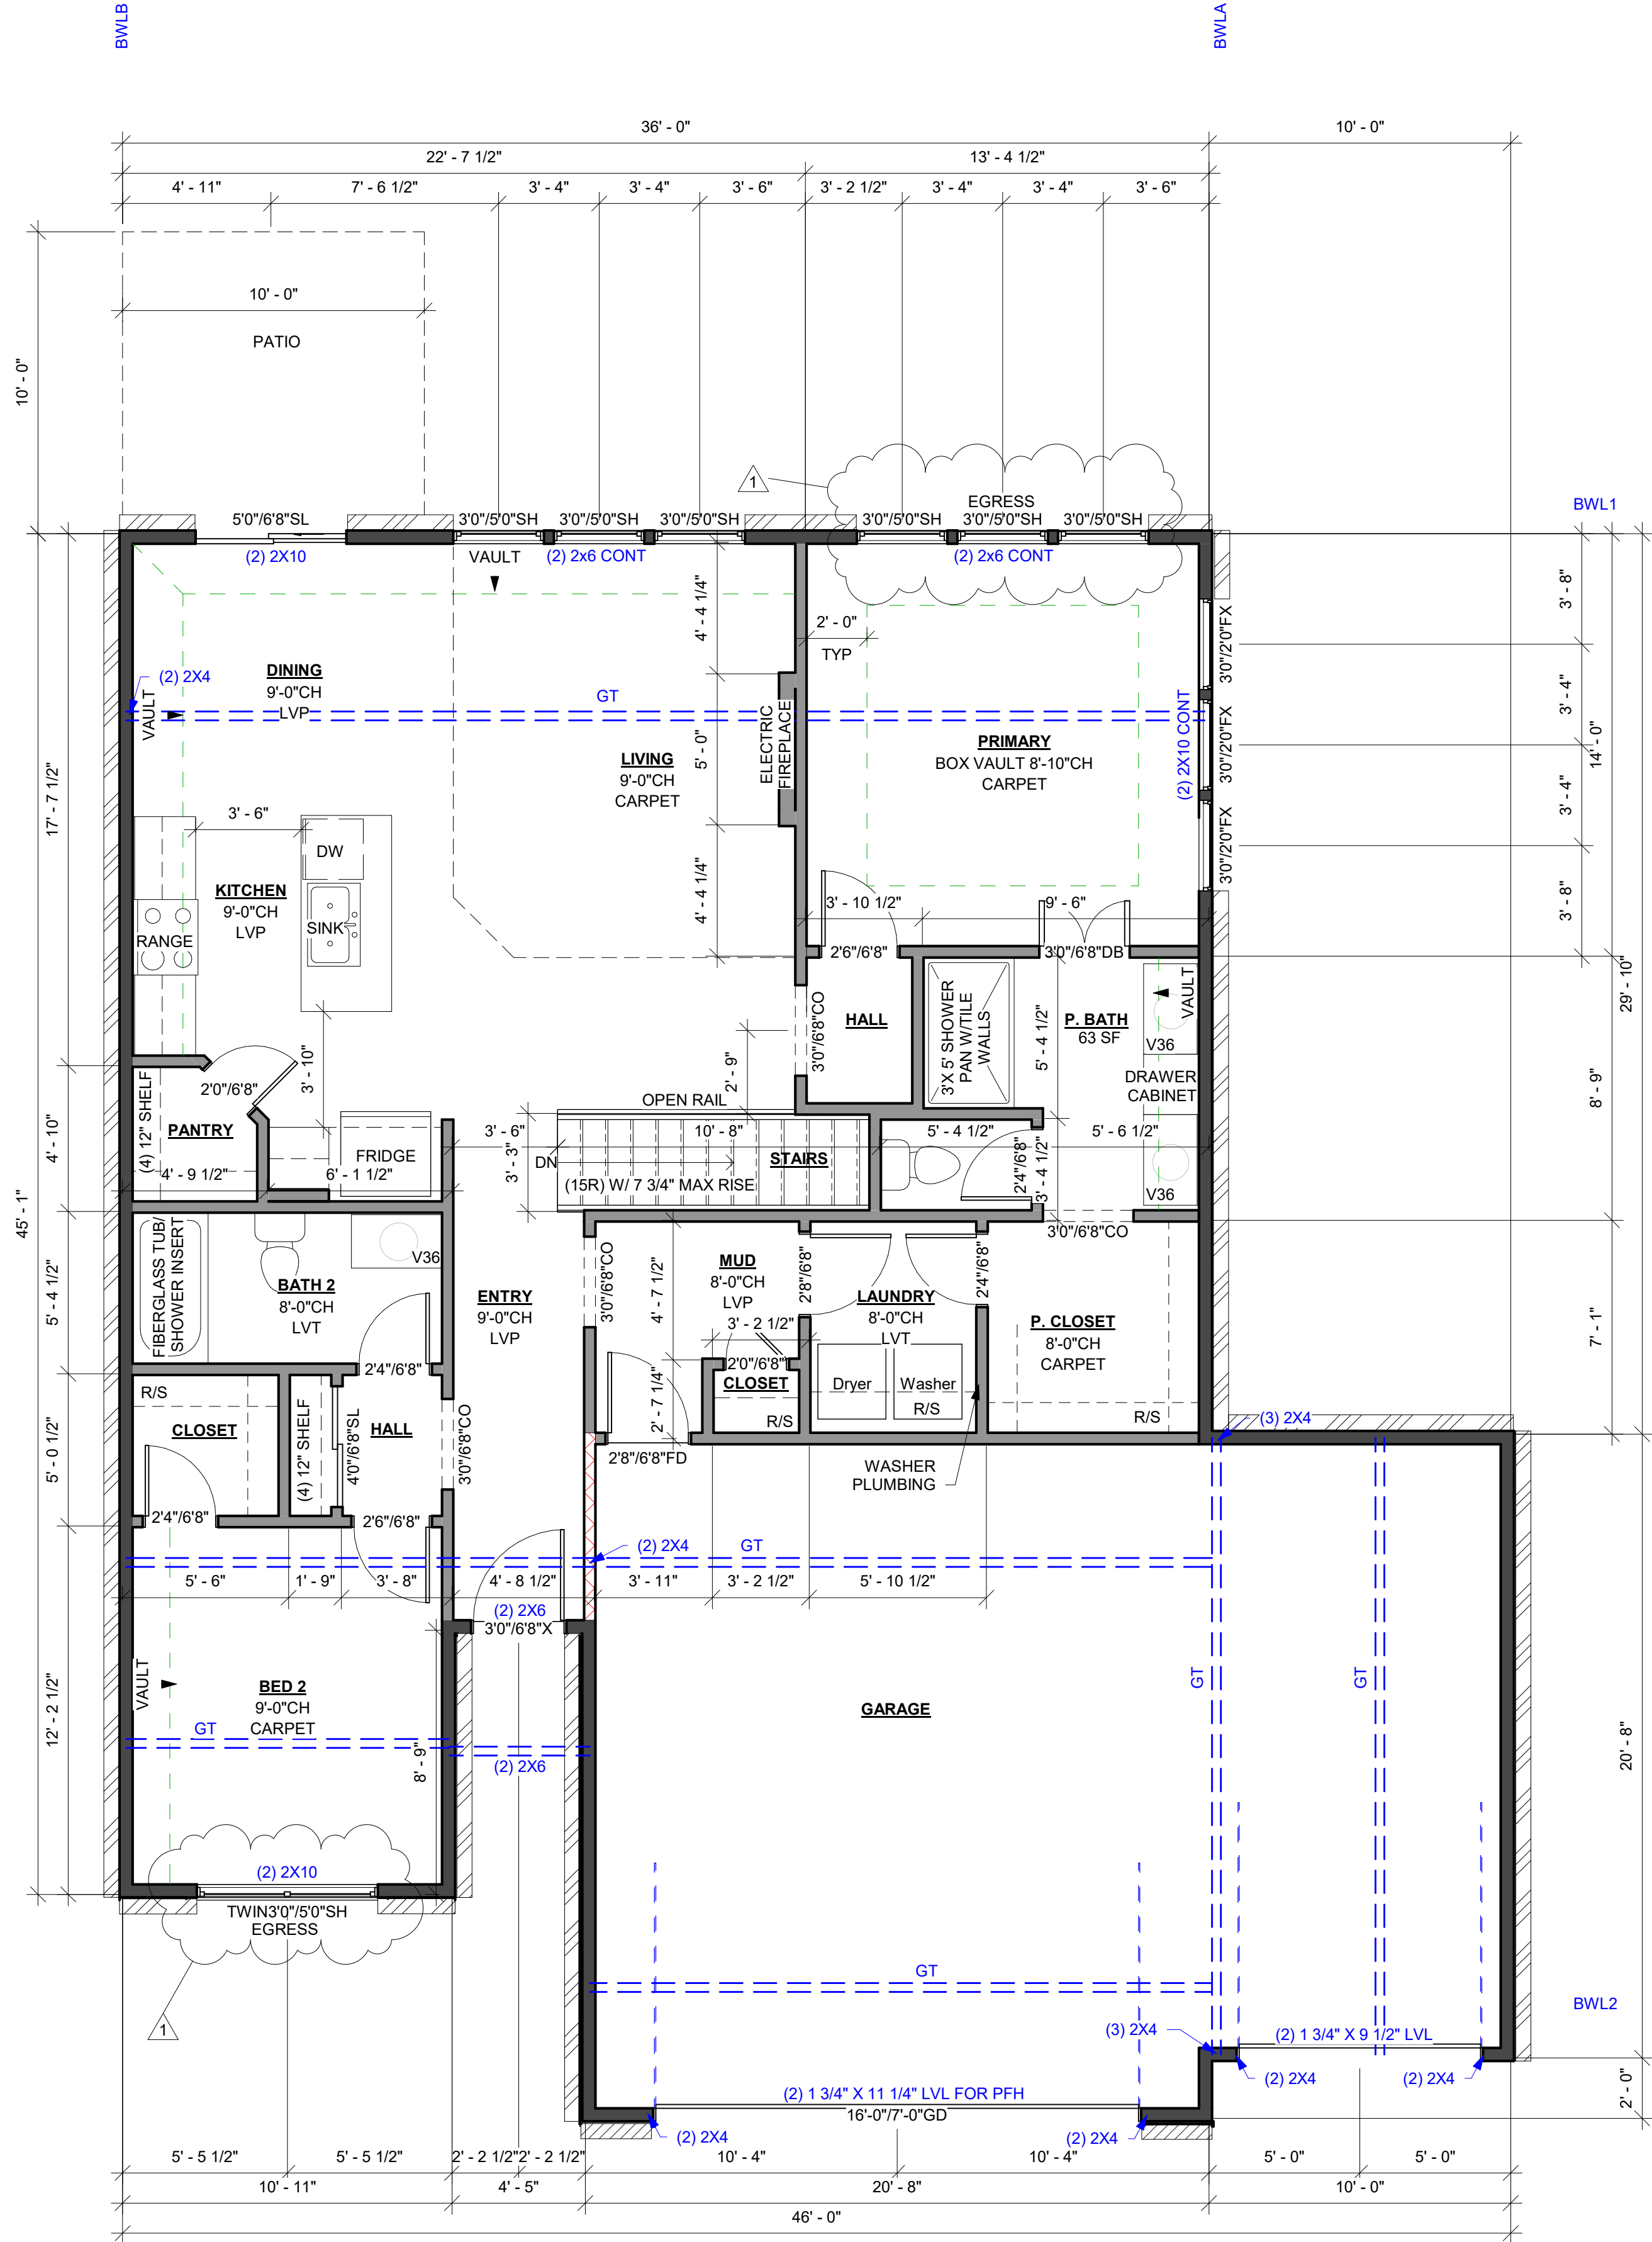 BWLB
BWLA
36' - 0"
10' - 0"
22' - 7 1/2"
13' - 4 1/2"
4' - 11"
7' - 6 1/2"
3' - 4"
3' - 4"
3' - 6"
3' - 2 1/2"
3' - 4"
3' - 4"
3' - 6"
10' - 0"
PATIO
10' - 0"
1
EGRESS
BWL1
5'0"/6'8"SL
3'0"/5'0"SH
3'0"/5'0"SH
3'0"/5'0"SH
3'0"/5'0"SH
3'0"/5'0"SH
3'0"/5'0"SH
(2) 2X10
VAULT
(2) 2x6 CONT
(2) 2x6 CONT
3' - 8"
4' - 4 1/4"
3'0"/2'0"FX
2' - 0"
TYP
(2) 2X4
DINING
9'-0"CH
LVP
VAULT
GT
3' - 4"
(2) 2X10 CONT
3'0"/2'0"FX
14' - 0"
ELECTRIC
FIREPLACE
5' - 0"
LIVING
9'-0"CH
CARPET
PRIMARY
BOX VAULT 8'-10"CH
CARPET
17' - 7 1/2"
3' - 6"
3' - 4"
3'0"/2'0"FX
DW
KITCHEN
9'-0"CH
LVP
SINK
RANGE
4' - 4 1/4"
3' - 10 1/2"
9' - 6"
3' - 8"
2'6"/6'8"
3'0"/6'8"DB
29' - 10"
3'X 5' SHOWER
PAN W/TILE
WALLS
VAULT
HALL
P. BATH
63 SF
3'0"/6'8"CO
5' - 4 1/2"
V36
3' - 10"
2' - 9"
DRAWER
CABINET
8' - 9"
2'0"/6'8"
OPEN RAIL
(4) 12" SHELF
PANTRY
4' - 10"
3' - 6"
10' - 8"
5' - 4 1/2"
5' - 6 1/2"
FRIDGE
3' - 3"
DN
STAIRS
4' - 9 1/2"
6' - 1 1/2"
(15R) W/ 7 3/4" MAX RISE
2'4"/6'8"
3' - 4 1/2"
V36
45' - 1"
3'0"/6'8"CO
FIBERGLASS TUB/
SHOWER INSERT
V36
BATH 2
8'-0"CH
LVT
5' - 4 1/2"
ENTRY
9'-0"CH
LVP
3'0"/6'8"CO
MUD
8'-0"CH
LVP
4' - 7 1/2"
3' - 2 1/2"
2'8"/6'8"
LAUNDRY
8'-0"CH
LVT
2'4"/6'8"
P. CLOSET
8'-0"CH
CARPET
7' - 1"
2'4"/6'8"
2'0"/6'8"
CLOSET
R/S
Dryer
Washer
R/S
R/S
R/S
CLOSET
5' - 0 1/2"
(4) 12" SHELF
4'0"/6'8"SL
HALL
3'0"/6'8"CO
2' - 7 1/4"
(3) 2X4
2'8"/6'8"FD
WASHER
PLUMBING
2'4"/6'8"
2'6"/6'8"
(2) 2X4
GT
5' - 6"
1' - 9"
3' - 8"
4' - 8 1/2"
3' - 11"
3' - 2 1/2"
5' - 10 1/2"
(2) 2X6
3'0"/6'8"X
VAULT
BED 2
9'-0"CH
CARPET
GT
12' - 2 1/2"
8' - 9"
(2) 2X6
GT
GT
GARAGE
20' - 8"
(2) 2X10
TWIN3'0"/5'0"SH
EGRESS
1
GT
BWL2
(3) 2X4
(2) 1 3/4" X 9 1/2" LVL
(2) 2X4
(2) 2X4
(2) 1 3/4" X 11 1/4" LVL FOR PFH
16'-0"/7'-0"GD
(2) 2X4
(2) 2X4
2' - 0"
5' - 5 1/2"
5' - 5 1/2"
2' - 2 1/2"
2' - 2 1/2"
10' - 4"
10' - 4"
5' - 0"
5' - 0"
10' - 11"
4' - 5"
20' - 8"
10' - 0"
46' - 0"